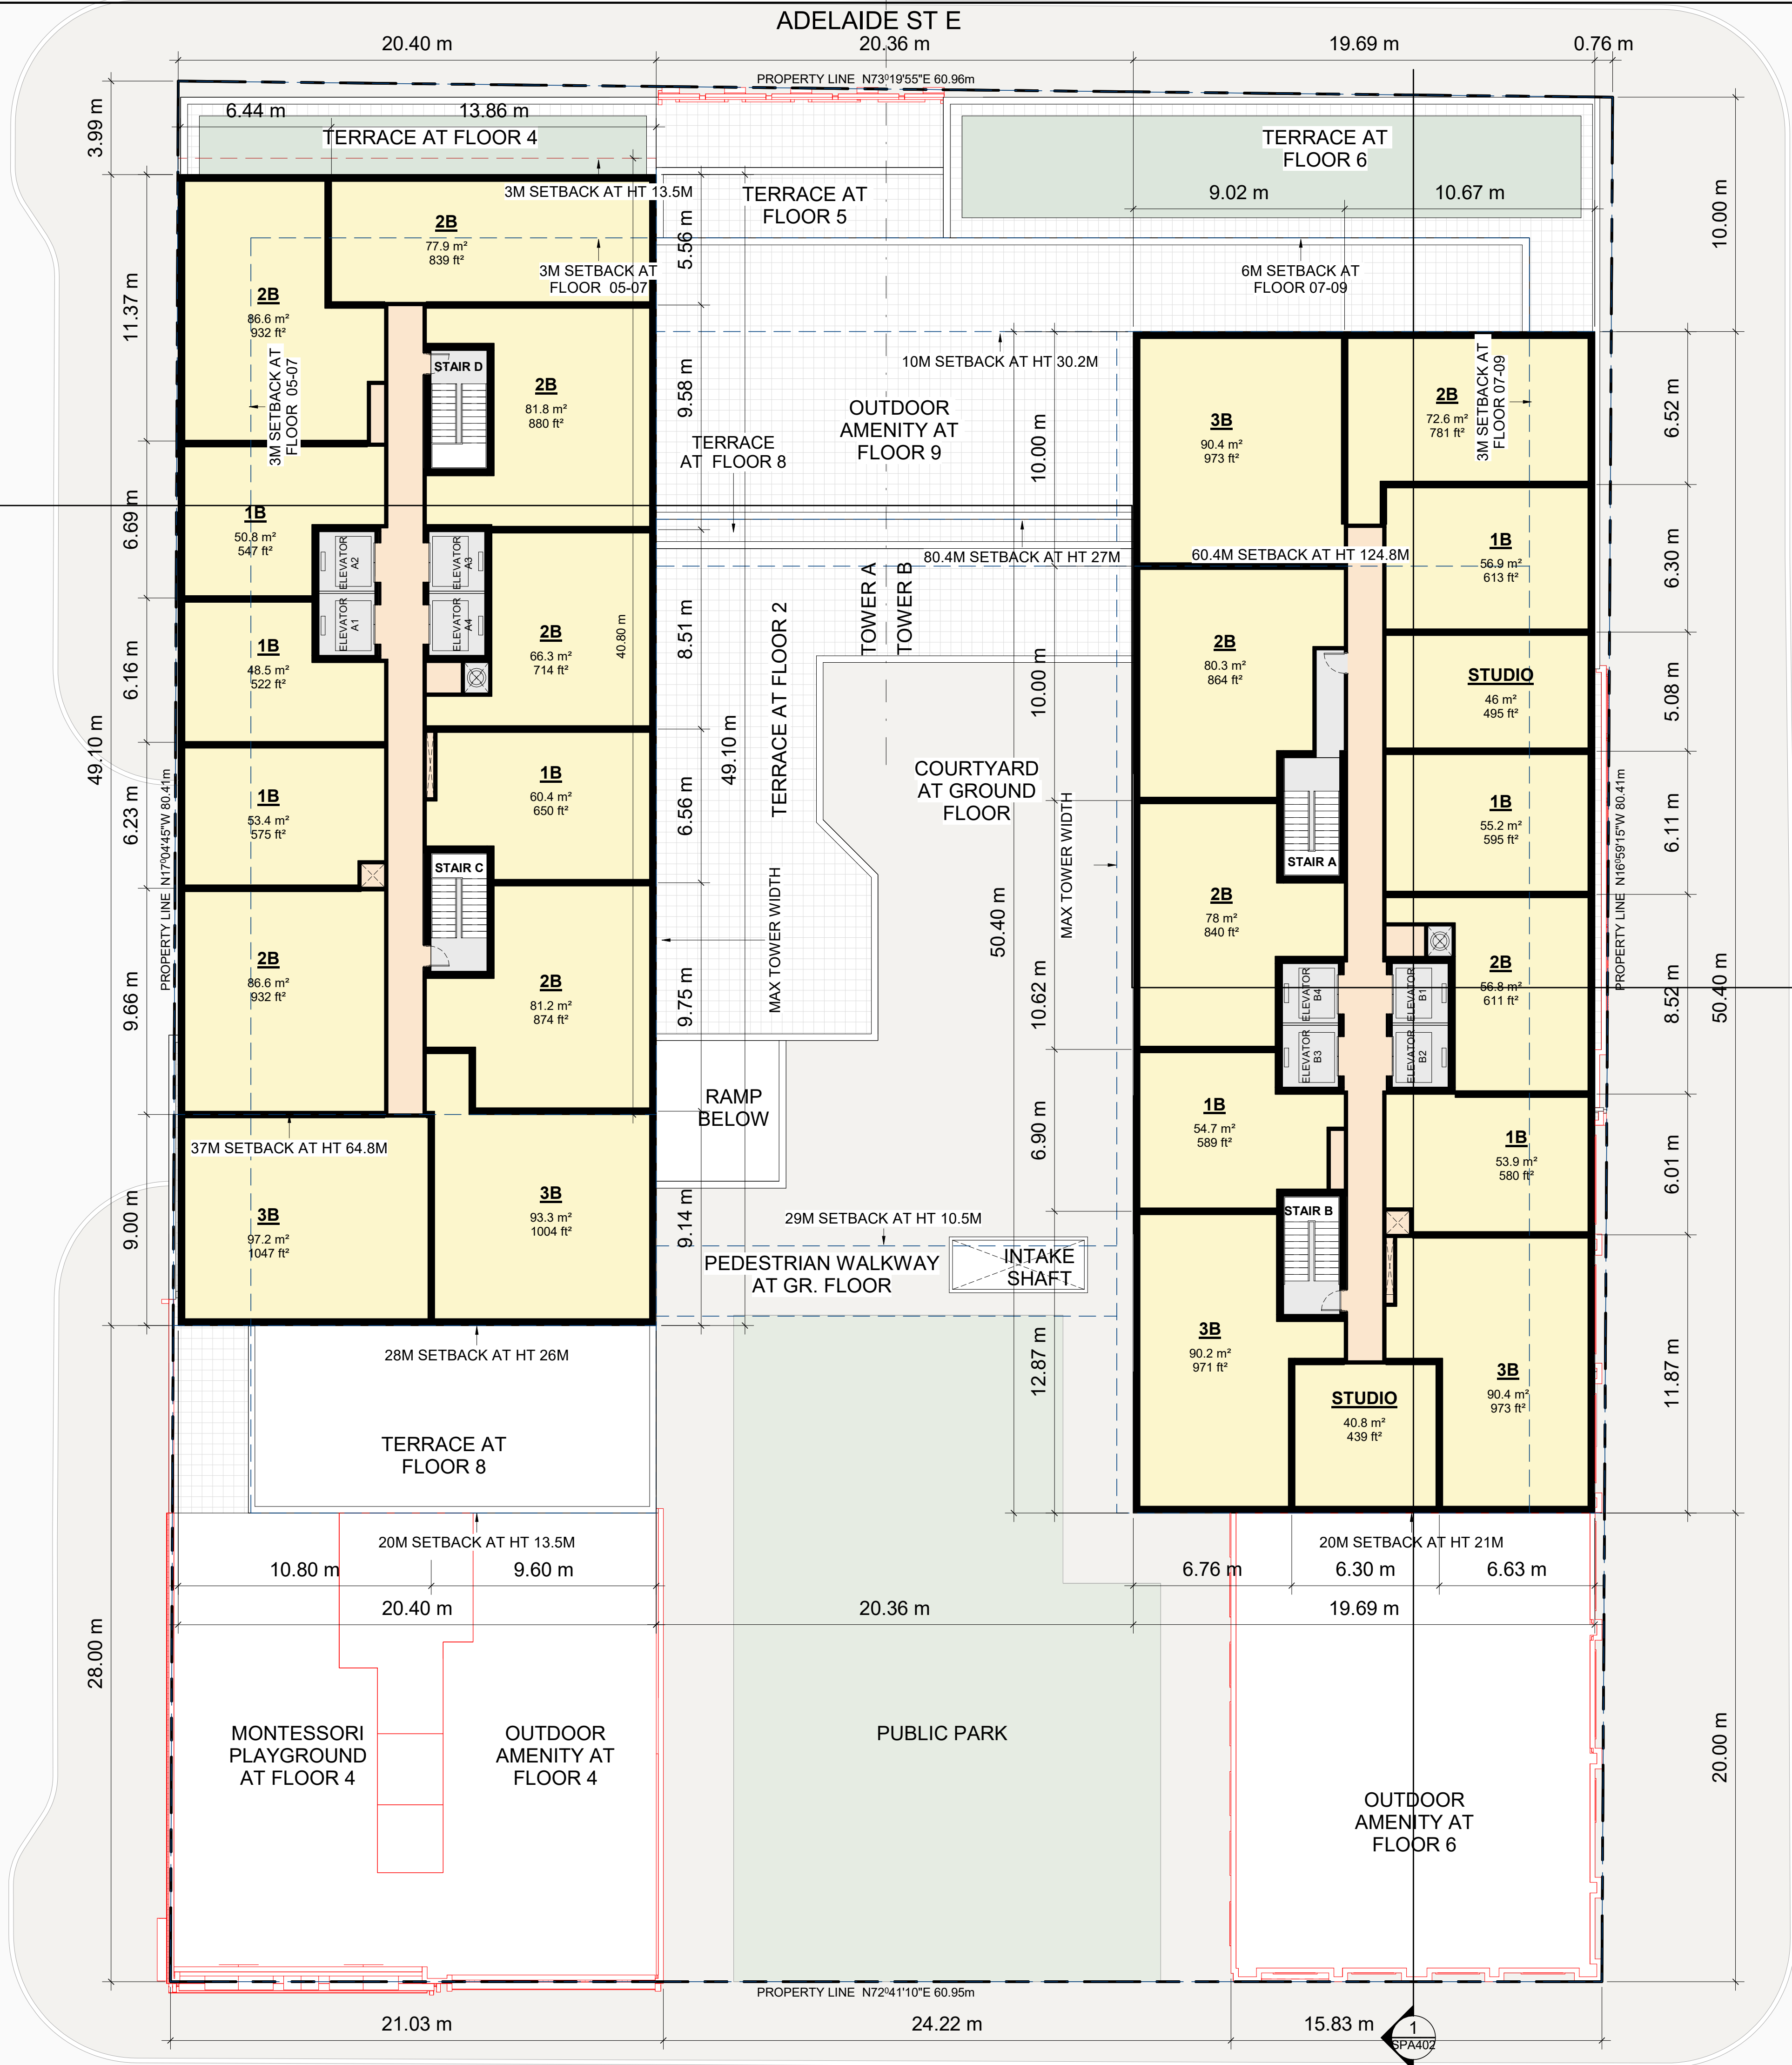 ADELAIDE ST E
20.40 m
20.36 m
19.69 m
0.76 m
PROPERTY LINE N73°19'55"E 60.96m
3.99 m
6.44 m
13.86 m
TERRACE AT FLOOR 4
TERRACE AT
FLOOR 6
9.02 m
10.67 m
10.00 m
3M SETBACK AT HT 13.5M
TERRACE AT
FLOOR 5
2B
77.9 m²
839 ft²
5.56 m
3M SETBACK AT
FLOOR 05-07
6M SETBACK AT
FLOOR 07-09
11.37 m
2B
86.6 m²
932 ft²
3M SETBACK AT
FLOOR 05-07
STAIR D
2B
81.8 m²
880 ft²
9.58 m
10M SETBACK AT HT 30.2M
OUTDOOR
AMENITY AT
FLOOR 9
TERRACE
AT FLOOR 8
10.00 m
3B
90.4 m²
973 ft²
2B
72.6 m²
781 ft²
3M SETBACK AT
FLOOR 07-09
6.52 m
6.69 m
1B
50.8 m²
547 ft²
ELEVATOR
A2
ELEVATOR
A3
ELEVATOR
A1
ELEVATOR
A4
80.4M SETBACK AT HT 27M
60.4M SETBACK AT HT 124.8M
1B
56.9 m²
613 ft²
6.30 m
TOWER A
TOWER B
6.16 m
1B
48.5 m²
522 ft²
2B
66.3 m²
714 ft²
40.80 m
8.51 m
TERRACE AT FLOOR 2
10.00 m
2B
80.3 m²
864 ft²
STUDIO
46 m²
495 ft²
5.08 m
49.10 m
49.10 m
6.23 m
PROPERTY LINE N17°04'45"W 80.41m
1B
53.4 m²
575 ft²
1B
60.4 m²
650 ft²
6.56 m
COURTYARD
AT GROUND
FLOOR
MAX TOWER WIDTH
1B
55.2 m²
595 ft²
6.11 m
PROPERTY LINE N16°59'15"W 80.41m
STAIR C
STAIR A
50.40 m
2B
78 m²
840 ft²
9.66 m
2B
86.6 m²
932 ft²
2B
81.2 m²
874 ft²
9.75 m
MAX TOWER WIDTH
10.62 m
ELEVATOR
B4
ELEVATOR
B1
ELEVATOR
B3
ELEVATOR
B2
2B
56.8 m²
611 ft²
8.52 m
50.40 m
RAMP
BELOW
37M SETBACK AT HT 64.8M
6.90 m
1B
54.7 m²
589 ft²
1B
53.9 m²
580 ft²
6.01 m
9.00 m
3B
97.2 m²
1047 ft²
3B
93.3 m²
1004 ft²
9.14 m
29M SETBACK AT HT 10.5M
PEDESTRIAN WALKWAY
AT GR. FLOOR
INTAKE
SHAFT
STAIR B
28M SETBACK AT HT 26M
12.87 m
3B
90.2 m²
971 ft²
STUDIO
40.8 m²
439 ft²
3B
90.4 m²
973 ft²
11.87 m
TERRACE AT
FLOOR 8
20M SETBACK AT HT 13.5M
20M SETBACK AT HT 21M
10.80 m
9.60 m
6.76 m
6.30 m
6.63 m
20.40 m
20.36 m
19.69 m
28.00 m
MONTESSORI
PLAYGROUND
AT FLOOR 4
OUTDOOR
AMENITY AT
FLOOR 4
PUBLIC PARK
OUTDOOR
AMENITY AT
FLOOR 6
20.00 m
PROPERTY LINE N72°41'10"E 60.95m
21.03 m
24.22 m
15.83 m
1
SPA402